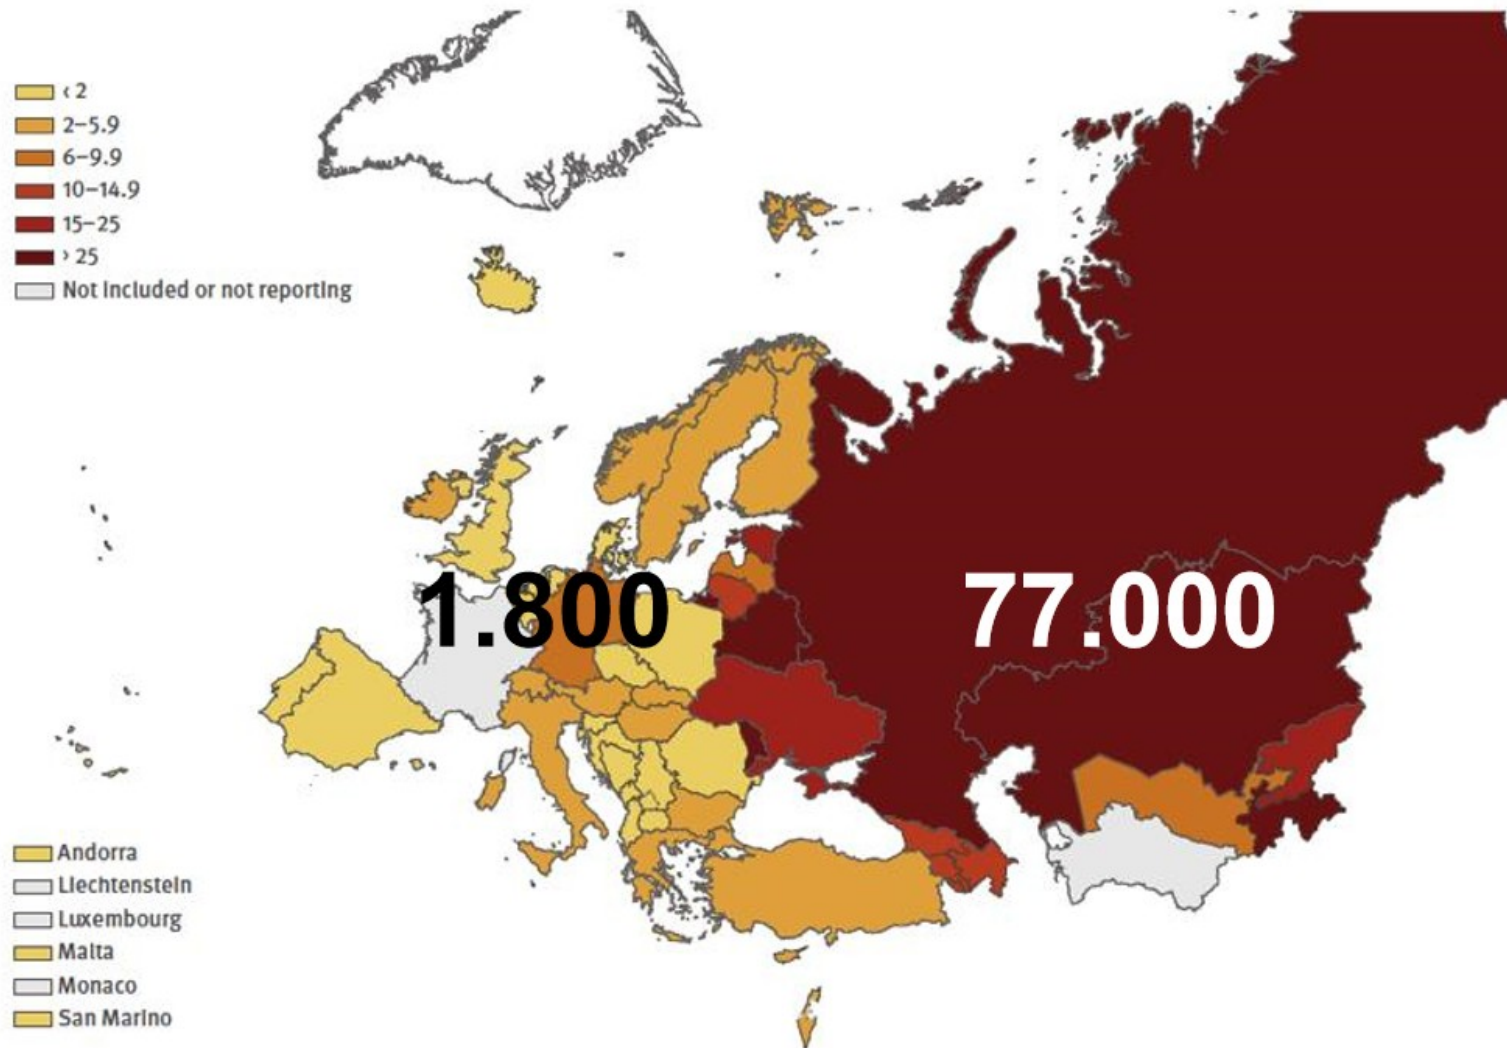 ‹ 2
2–5.9
6–9.9
10–14.9
15–25
› 25
Not included or not reporting
1.800
77.000
Andorra
Liechtenstein
Luxembourg
Malta
Monaco
San Marino